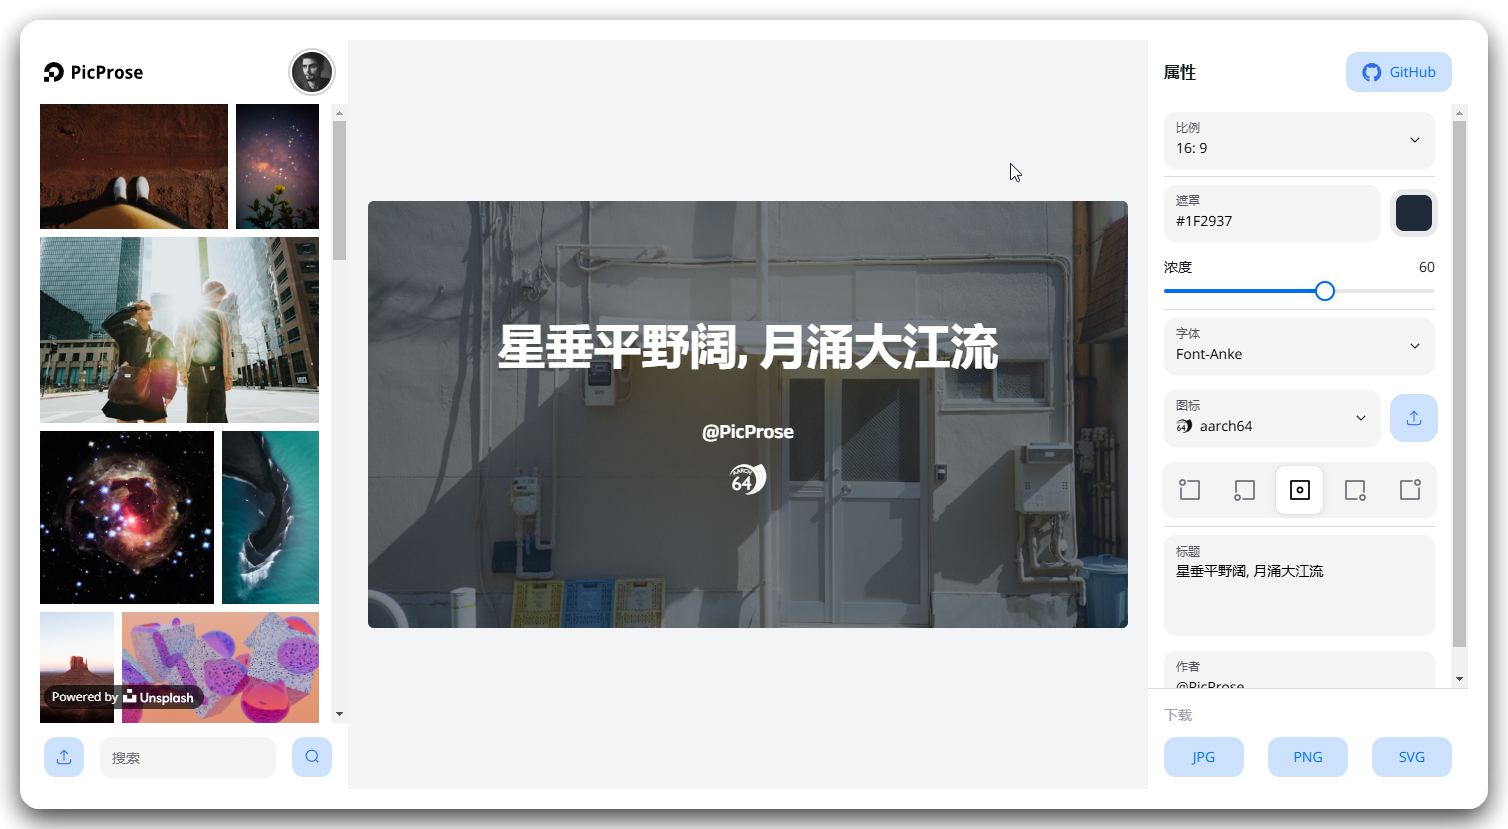 PicProse
Powered by Unsplash
搜索
星垂平野阔, 月涌大江流
@PicProse
AARCH
64
属性
GitHub
比例
16: 9
遮罩
#1F2937
浓度
60
字体
Font-Anke
图标
64 aarch64
标题
星垂平野阔, 月涌大江流
作者
@PicProse
下载
JPG
PNG
SVG